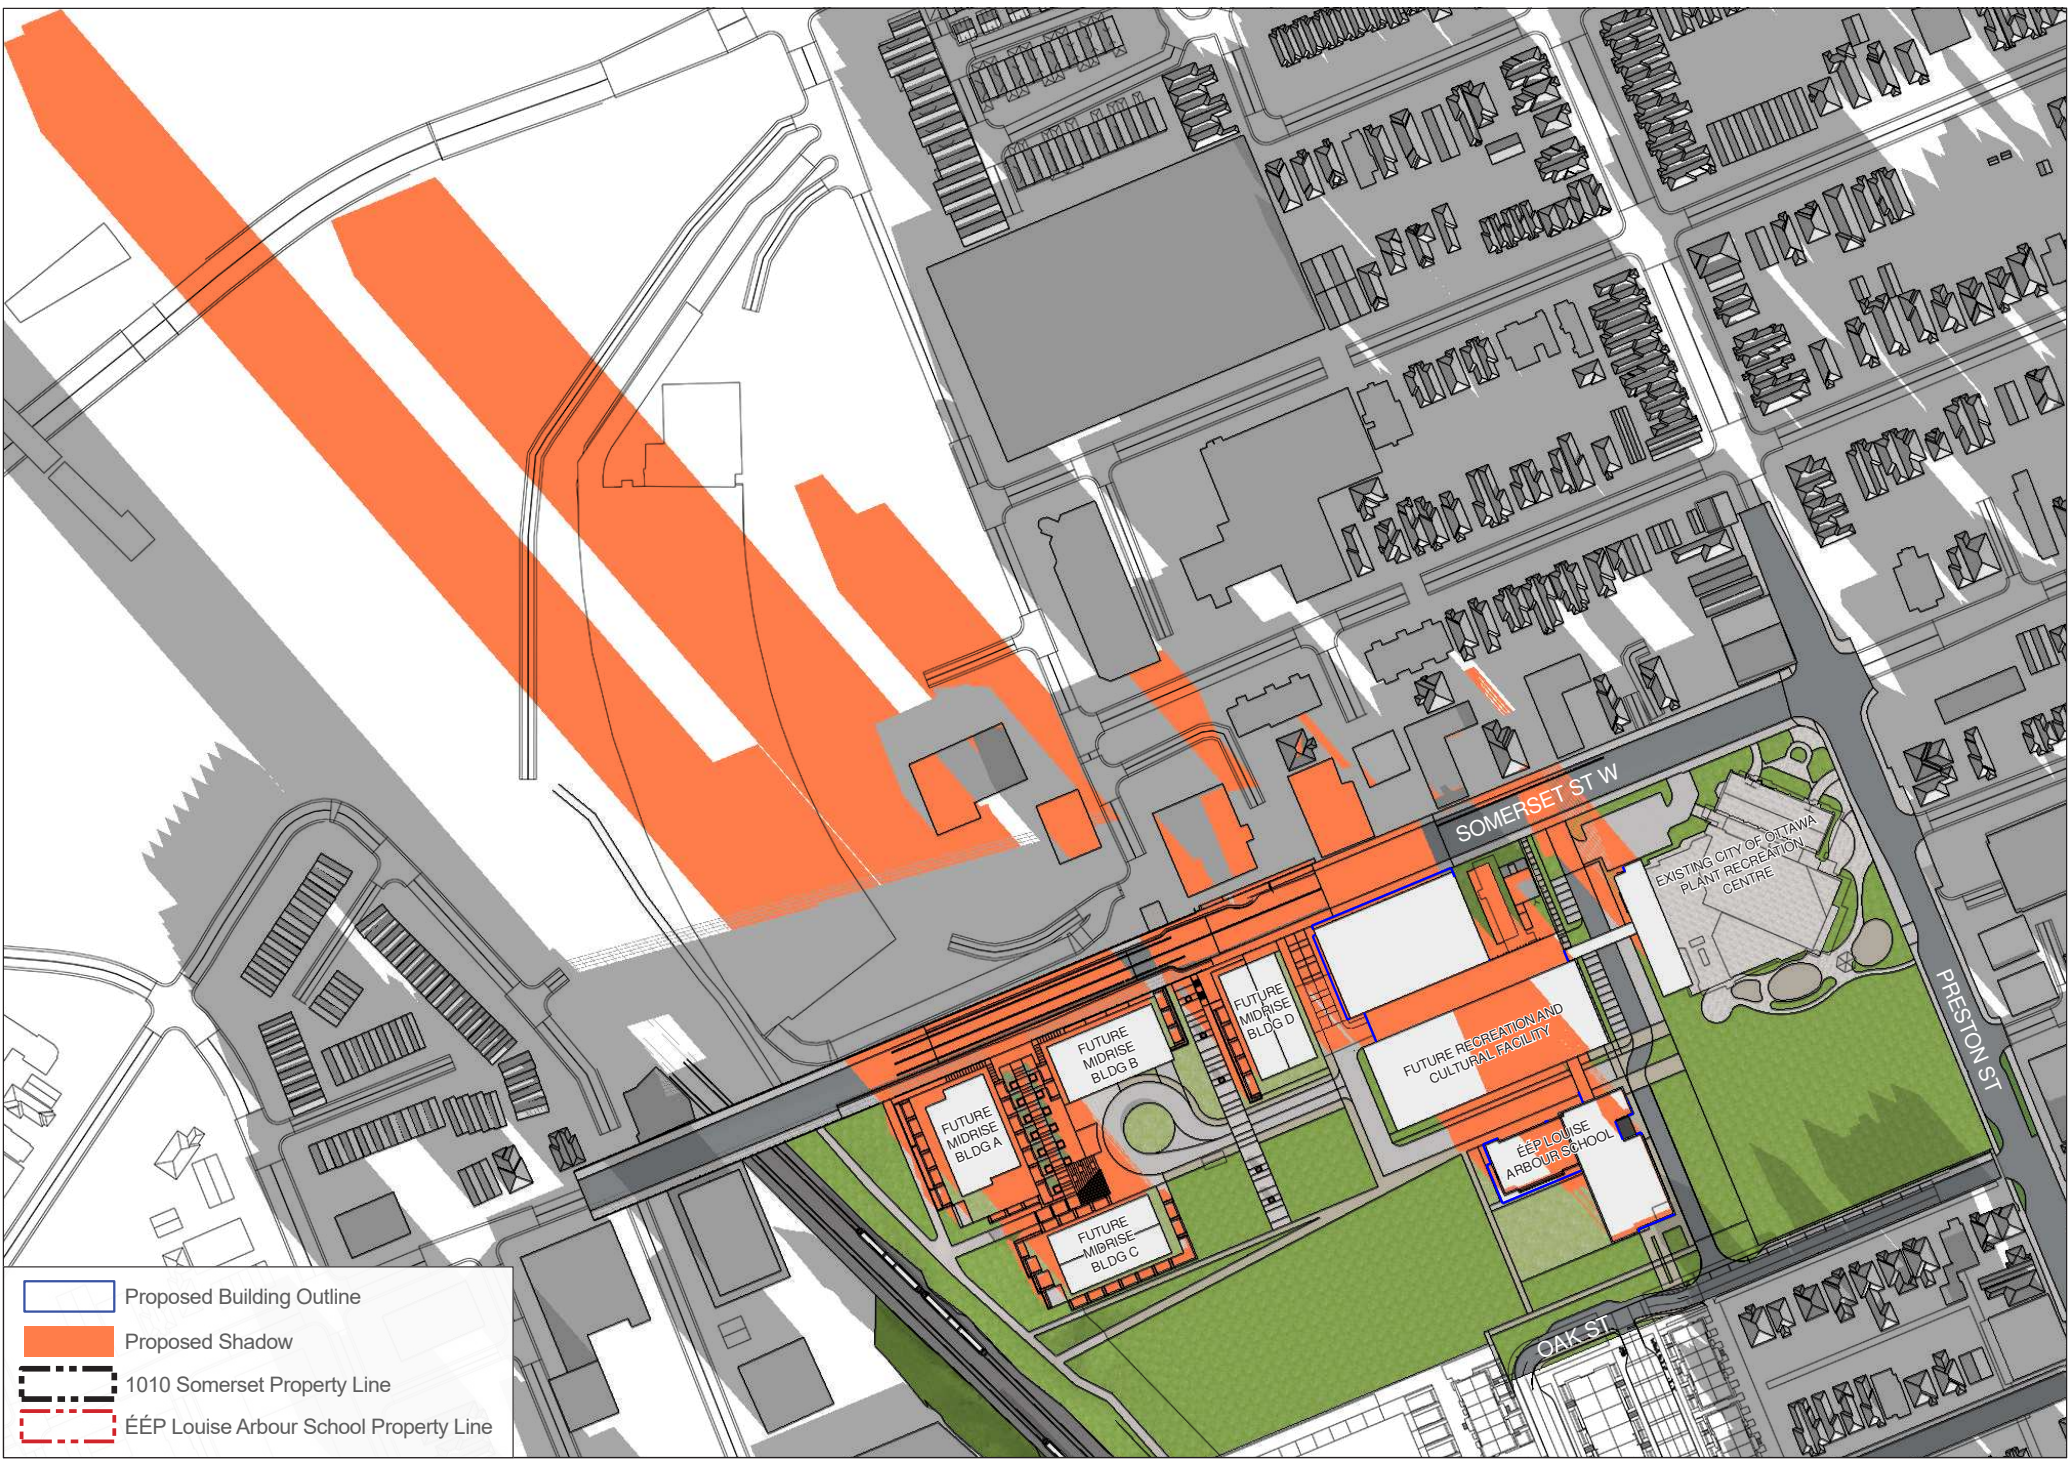 SOMERSET ST W
EXISTING CITY OF OTTAWA
PLANT RECREATION
CENTRE
PRESTON ST
FUTURE
MIDRISE
BLDG D
FUTURE
MIDRISE
BLDG B
FUTURE RECREATION AND
CULTURAL FACILITY
FUTURE
MIDRISE
BLDG A
ÉÉP LOUISE
ARBOUR SCHOOL
FUTURE
MIDRISE
BLDG C
OAK ST
Proposed Building Outline
Proposed Shadow
1010 Somerset Property Line
ÉÉP Louise Arbour School Property Line